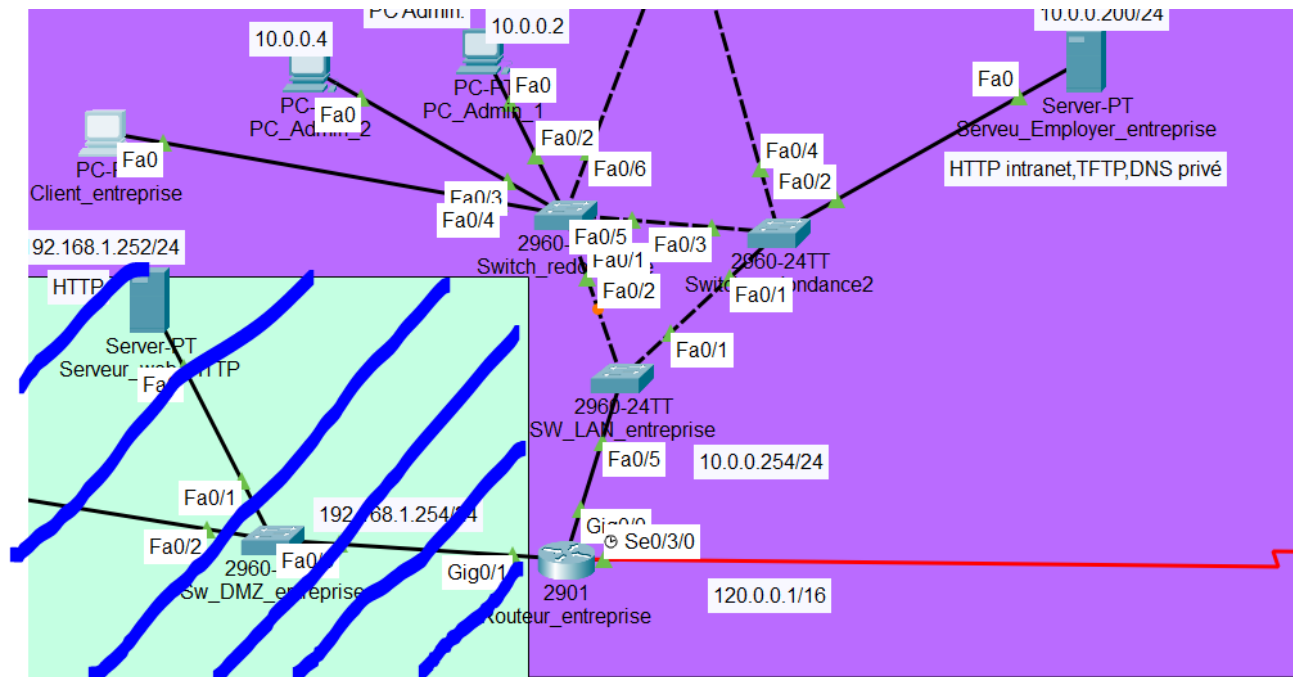 PC Admin.
10.0.0.2
10.0.0.200/24
10.0.0.4
Fa0
Fa0
PC-PT
PC_Admin_1
Server-PT
Serveu_Employer_entreprise
Fa0
PC_Admin_2
Fa0/2
Fa0/4
Fa0
Fa0/6
Fa0/2
HTTP intranet,TFTP,DNS privé
Client_entreprise
Fa0/3
Fa0/4
92.168.1.252/24
Fa0/5
Fa0/3
2960-24TT
Fa0/1
Fa0/2
Fa0/1
HTTP
Fa0/1
Server-PT
2960-24TT
SW_LAN_entreprise
Fa0/5
10.0.0.254/24
Fa0/1
192.168.1.254/24
Gig0/0
Se0/3/0
Fa0/2
Gig0/1
2901
Routeur_entreprise
120.0.0.1/16
Sw_DMZ_entreprise